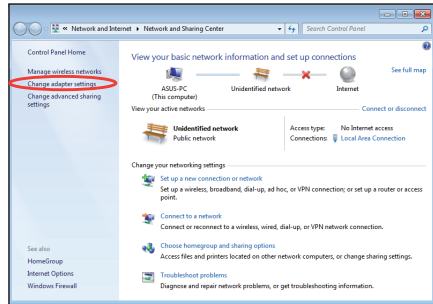 « Network and Internet ▸ Network and Sharing Center
Search Control Panel
Control Panel Home
Manage wireless networks
Change adapter settings
Change advanced sharing
settings
See also
HomeGroup
Internet Options
Windows Firewall
View your basic network information and set up connections
See full map
ASUS-PC
(This computer)
Unidentified network
Internet
View your active networks
Connect or disconnect
Unidentified network
Public network
Access type: No Internet access
Connections: Local Area Connection
Change your networking settings
Set up a new connection or network
Set up a wireless, broadband, dial-up, ad hoc, or VPN connection; or set up a router or access
point.
Connect to a network
Connect or reconnect to a wireless, wired, dial-up, or VPN network connection.
Choose homegroup and sharing options
Access files and printers located on other network computers, or change sharing settings.
Troubleshoot problems
Diagnose and repair network problems, or get troubleshooting information.